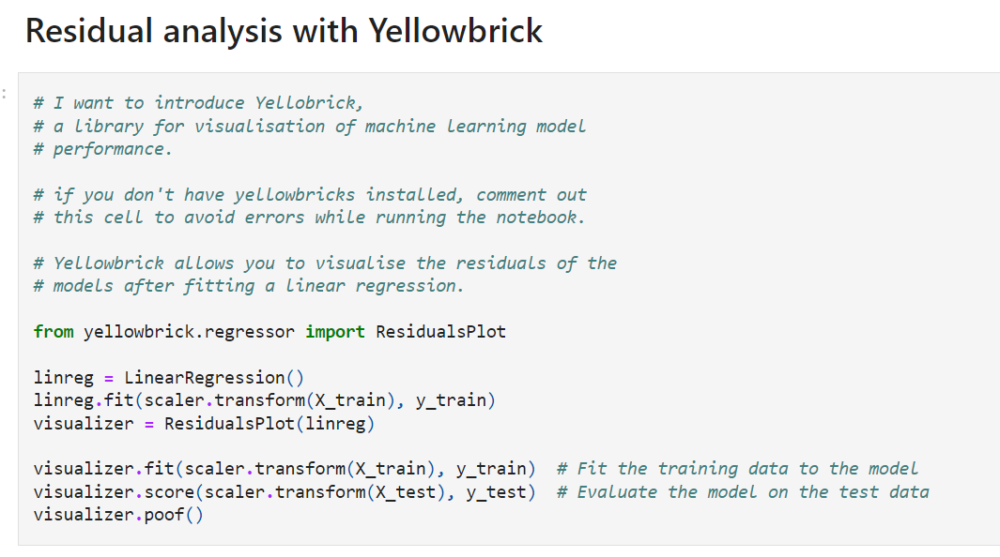 Residual analysis with Yellowbrick
:
# I want to introduce Yellobrick,
# a library for visualisation of machine learning model
# performance.
# if you don't have yellowbricks installed, comment out
# this cell to avoid errors while running the notebook.
# Yellowbrick allows you to visualise the residuals of the
# models after fitting a linear regression.
from yellowbrick.regressor import ResidualsPlot
linreg = LinearRegression()
linreg.fit(scaler.transform(X_train), y_train)
visualizer = ResidualsPlot(linreg)
visualizer.fit(scaler.transform(X_train), y_train)  # Fit the training data to the model
visualizer.score(scaler.transform(X_test), y_test)  # Evaluate the model on the test data
visualizer.poof()